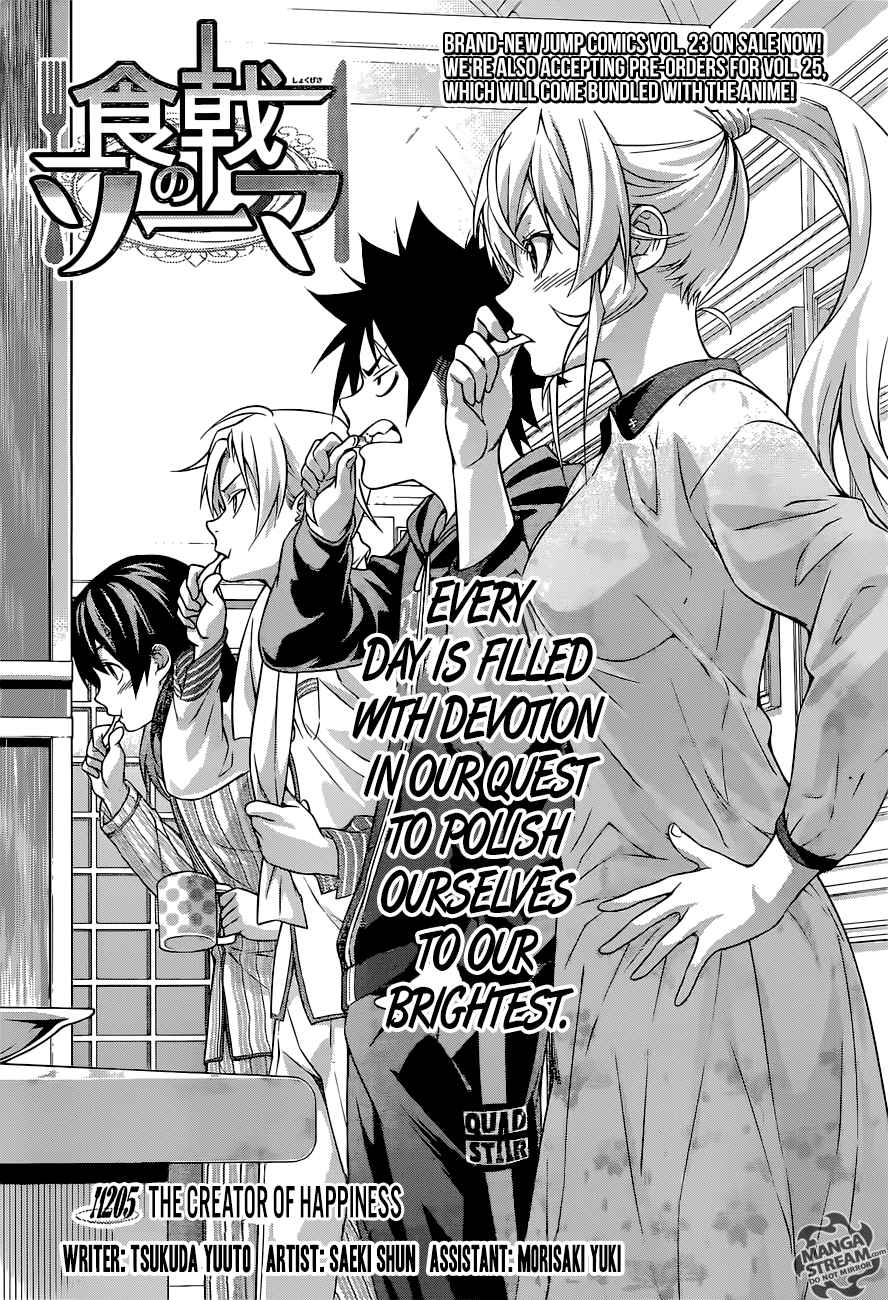 BRAND-NEW JUMP COMICS VOL. 23 ON SALE NOW!
WE'RE ALSO ACCEPTING PRE-ORDERS FOR VOL. 25,
WHICH WILL COME BUNDLED WITH THE ANIME!
しょくげき
食戟の
ソーマ
EVERY
DAY IS FILLED
WITH DEVOTION
IN OUR QUEST
TO POLISH
OURSELVES
TO OUR
BRIGHTEST.
QUAD
STAR
#205 THE CREATOR OF HAPPINESS
WRITER: TSUKUDA YUUTO ARTIST: SAEKI SHUN ASSISTANT: MORISAKI YUKI
MANGA
STREAM.com
DO NOT MIRROR